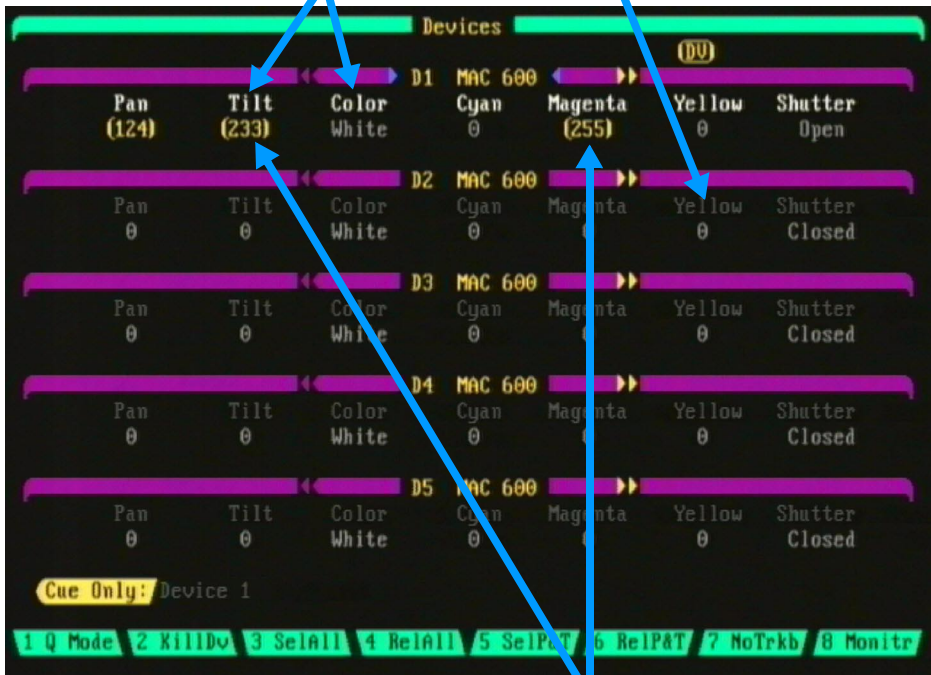 Devices
DV
D1 MAC 600
Pan Tilt Color Cyan Magenta Yellow Shutter
(124) (233) White 0 (255) 0 Open
D2 MAC 600
Pan Tilt Color Cyan Magenta Yellow Shutter
0 0 White 0 0 Closed
D3 MAC 600
Pan Tilt Color Cyan Magenta Yellow Shutter
0 0 White 0 0 Closed
D4 MAC 600
Pan Tilt Color Cyan Magenta Yellow Shutter
0 0 White 0 0 Closed
D5 MAC 600
Pan Tilt Color Cyan Magenta Yellow Shutter
0 0 White 0 0 Closed
Cue Only: Device 1
1 Q Mode 2 KillDv 3 SelAll 4 RelAll 5 SelP&T 6 RelP&T 7 NoTrkb 8 Monitr